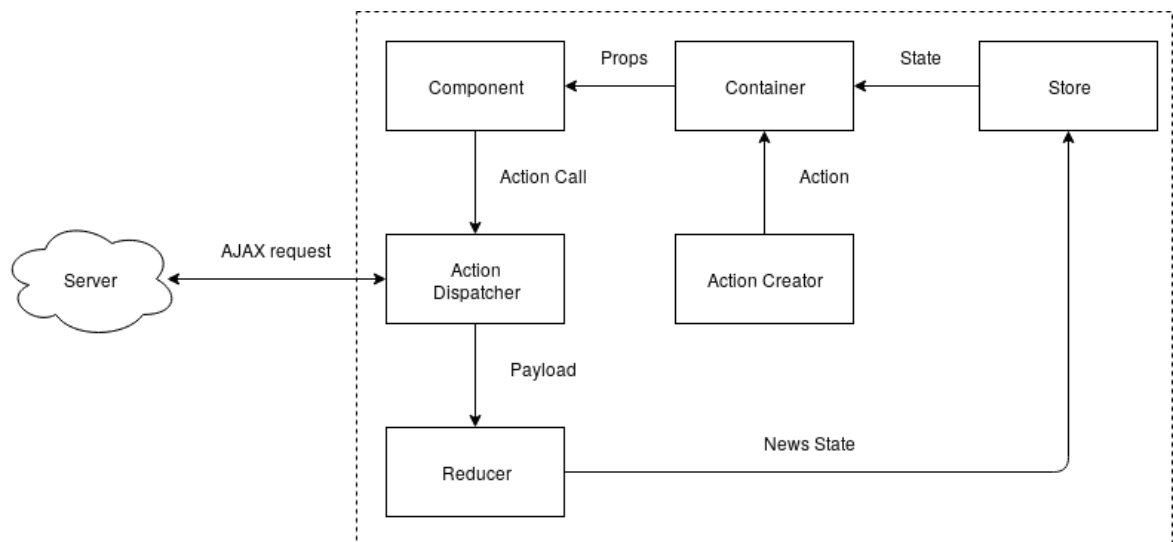 Props
State
Component
Container
Store
Action Call
Action
AJAX request
Server
Action
Dispatcher
Action Creator
Payload
News State
Reducer